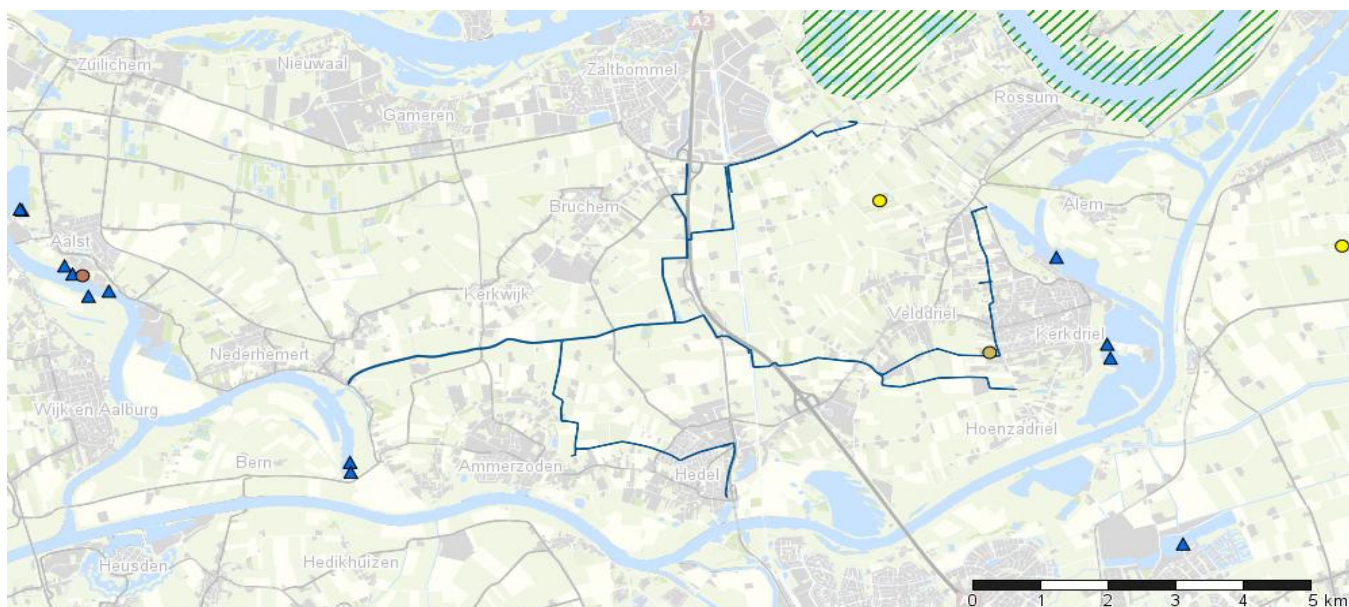 A2
Zuilichem
Nieuwaal
Zaltbommel
Gameren
Rossum
Bruchem
Alem
Aalst
Kerkwijk
Velddriel
Kerkdriel
Nederhemert
Wijk en Aalburg
Hoenzadriel
Bern
Ammerzoden
Hedel
Hedikhuizen
Heusden
0 1 2 3 4 5 km